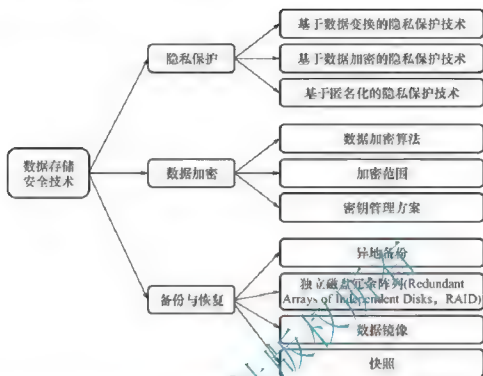 基于数据变换的隐私保护技术
隐私保护
基于数据加密的隐私保护技术
基于匿名化的隐私保护技术
数据加密算法
数据存储
安全技术
数据加密
加密范围
密钥管理方案
异地备份
备份与恢复
独立磁盘冗余阵列(Redundant
Arrays of Independent Disks, RAID)
数据镜像
快照
版权所有